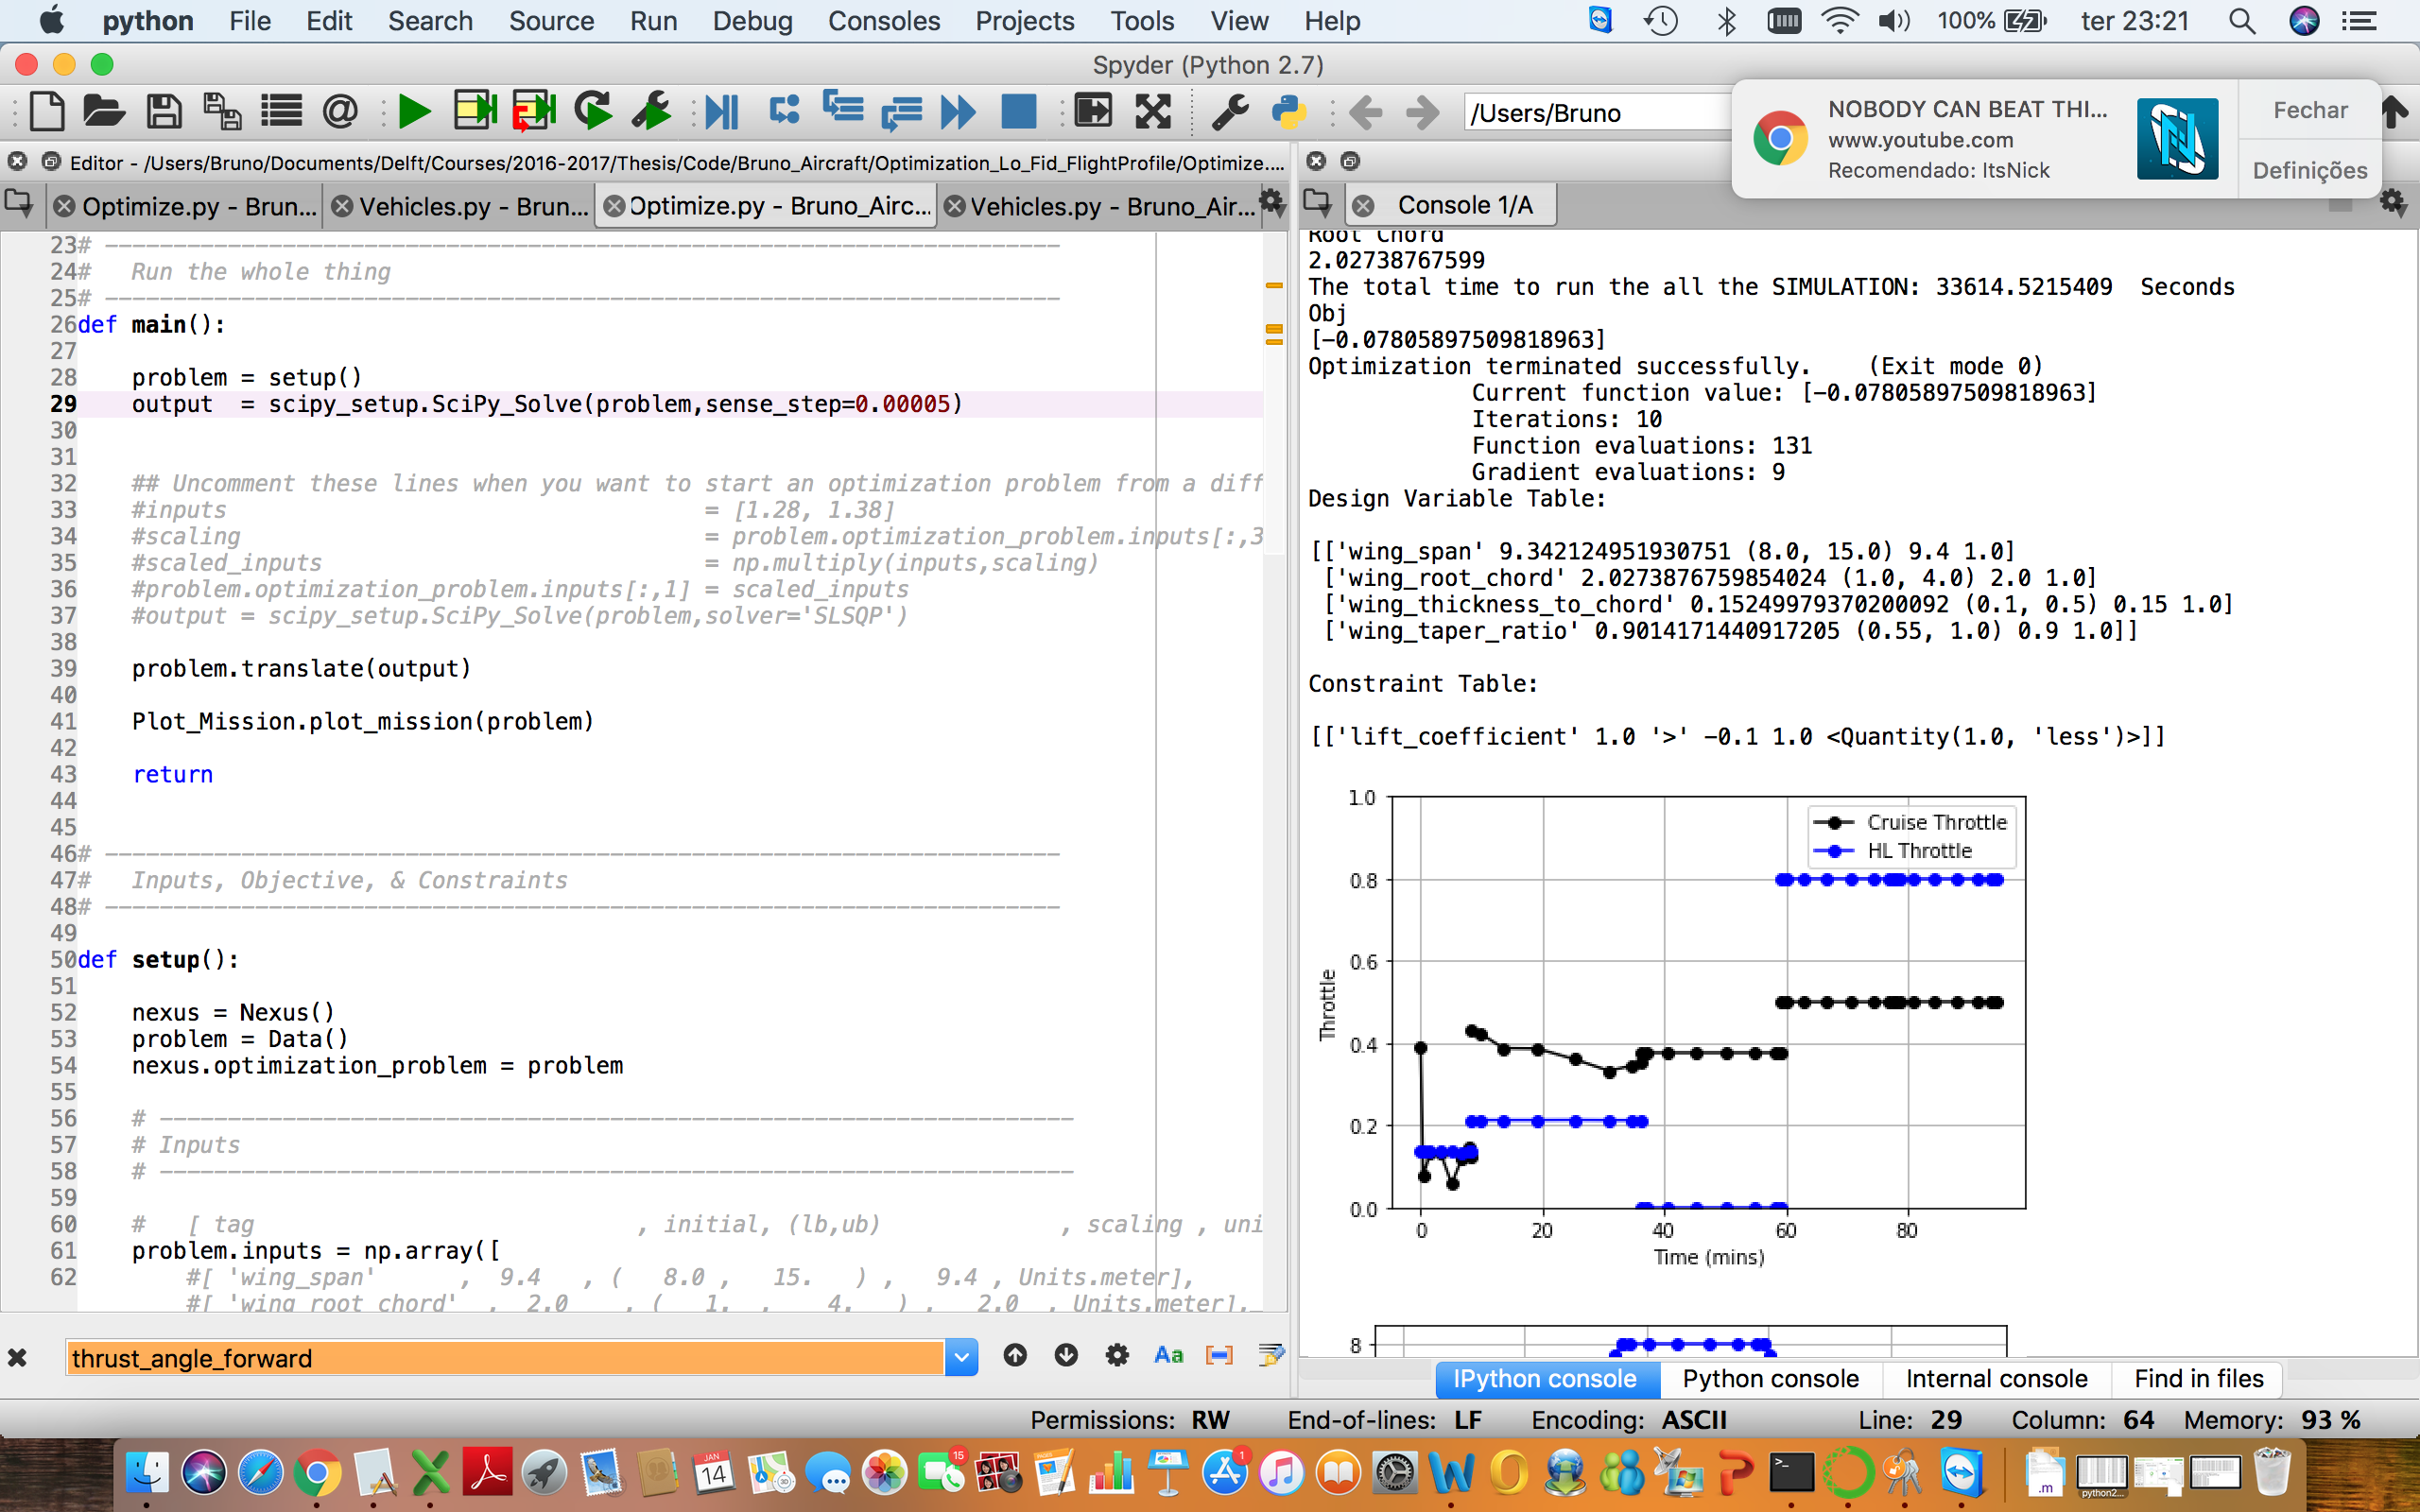 python File Edit Search Source Run Debug Consoles Projects Tools View Help 100% ter 23:21
Spyder (Python 2.7)
/Users/Bruno
NOBODY CAN BEAT THI...
www.youtube.com
Recomendado: ItsNick
Fechar
Definições
Editor - /Users/Bruno/Documents/Delft/Courses/2016-2017/Thesis/Code/Bruno_Aircraft/Optimization_Lo_Fid_FlightProfile/Optimize....
Optimize.py - Brun... Vehicles.py - Brun... Optimize.py - Bruno_Airc... Vehicles.py - Bruno_Air...
23# ----------------------------------------------------------------------
24#   Run the whole thing
25# ----------------------------------------------------------------------
26def main():
27
28    problem = setup()
29    output  = scipy_setup.SciPy_Solve(problem,sense_step=0.00005)
30
31
32    ## Uncomment these lines when you want to start an optimization problem from a diff
33    #inputs                                   = [1.28, 1.38]
34    #scaling                                  = problem.optimization_problem.inputs[:,3
35    #scaled_inputs                            = np.multiply(inputs,scaling)
36    #problem.optimization_problem.inputs[:,1] = scaled_inputs
37    #output = scipy_setup.SciPy_Solve(problem,solver='SLSQP')
38
39    problem.translate(output)
40
41    Plot_Mission.plot_mission(problem)
42
43    return
44
45
46# ----------------------------------------------------------------------
47#   Inputs, Objective, & Constraints
48# ----------------------------------------------------------------------
49
50def setup():
51
52    nexus = Nexus()
53    problem = Data()
54    nexus.optimization_problem = problem
55
56    # -------------------------------------------------------------------
57    # Inputs
58    # -------------------------------------------------------------------
59
60    #   [ tag                            , initial, (lb,ub)             , scaling , uni
61    problem.inputs = np.array([
62        #[ 'wing_span'      ,  9.4   , (   8.0 ,   15.   ) ,   9.4 , Units.meter],
#[ 'wing_root_chord'  ,  2.0    , (   1.  ,    4.   ) ,    2.0  , Units.meter],
thrust_angle_forward
Aa
Console 1/A
Root Chord
2.02738767599
The total time to run the all the SIMULATION: 33614.5215409  Seconds
Obj
[-0.07805897509818963]
Optimization terminated successfully.    (Exit mode 0)
Current function value: [-0.07805897509818963]
Iterations: 10
Function evaluations: 131
Gradient evaluations: 9
Design Variable Table:
[['wing_span' 9.342124951930751 (8.0, 15.0) 9.4 1.0]
['wing_root_chord' 2.0273876759854024 (1.0, 4.0) 2.0 1.0]
['wing_thickness_to_chord' 0.15249979370200092 (0.1, 0.5) 0.15 1.0]
['wing_taper_ratio' 0.9014171440917205 (0.55, 1.0) 0.9 1.0]]
Constraint Table:
[['lift_coefficient' 1.0 '>' -0.1 1.0 <Quantity(1.0, 'less')>]]
1.0
Cruise Throttle
HL Throttle
0.8
0.6
Throttle
0.4
0.2
0.0
0 20 40 60 80
Time (mins)
8
IPython console Python console Internal console Find in files
Permissions: RW End-of-lines: LF Encoding: ASCII Line: 29 Column: 64 Memory: 93 %
JAN
14
15
1
.m
python2...